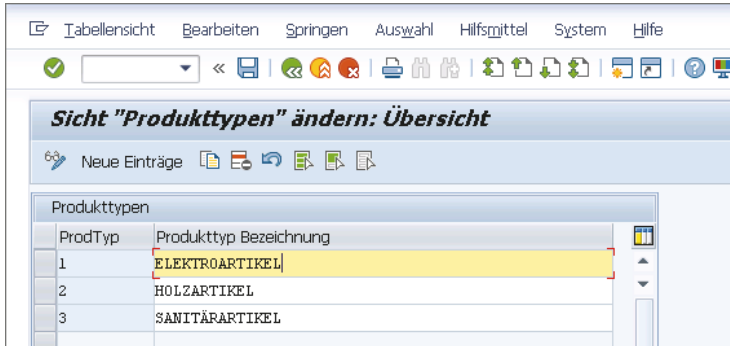 Tabellensicht Bearbeiten Springen Auswahl Hilfsmittel System Hilfe
Sicht "Produkttypen" ändern: Übersicht
Neue Einträge
Produkttypen
ProdTyp Produkttyp Bezeichnung
1 ELEKTROARTIKEL
2 HOLZARTIKEL
3 SANITÄRARTIKEL